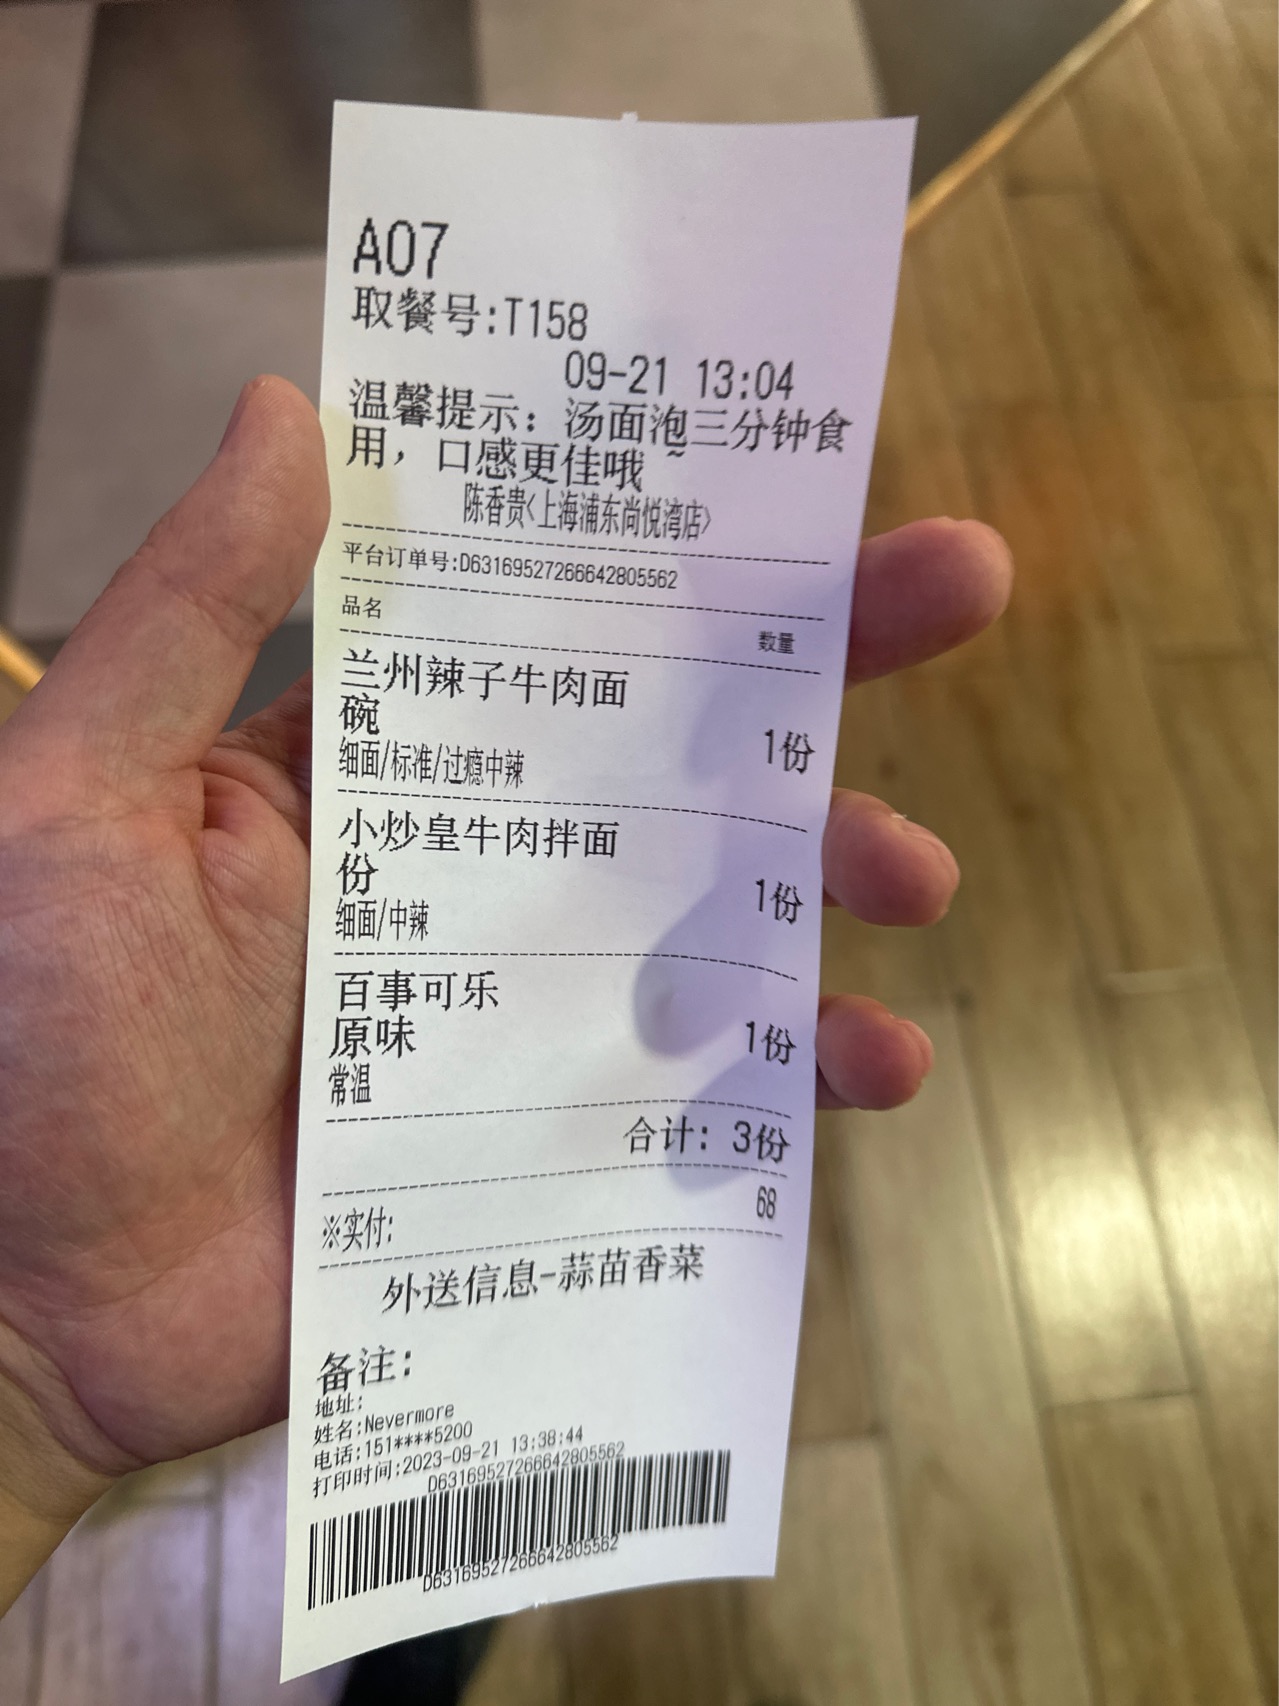 A07
取餐号:T158
09-21 13:04
温馨提示：汤面泡三分钟食
用，口感更佳哦~
陈香贵<上海浦东尚悦湾店>
平台订单号:D63169527266642805562
品名 数量
兰州辣子牛肉面
碗 1份
细面/标准/过瘾中辣
小炒皇牛肉拌面
份 1份
细面/中辣
百事可乐
原味 1份
常温
合计：3份
※实付: 68
外送信息-蒜苗香菜
备注：
地址:
姓名:Nevermore
电话:151****5200
打印时间:2023-09-21 13:38:44
D63169527266642805562
D63169527266642805562